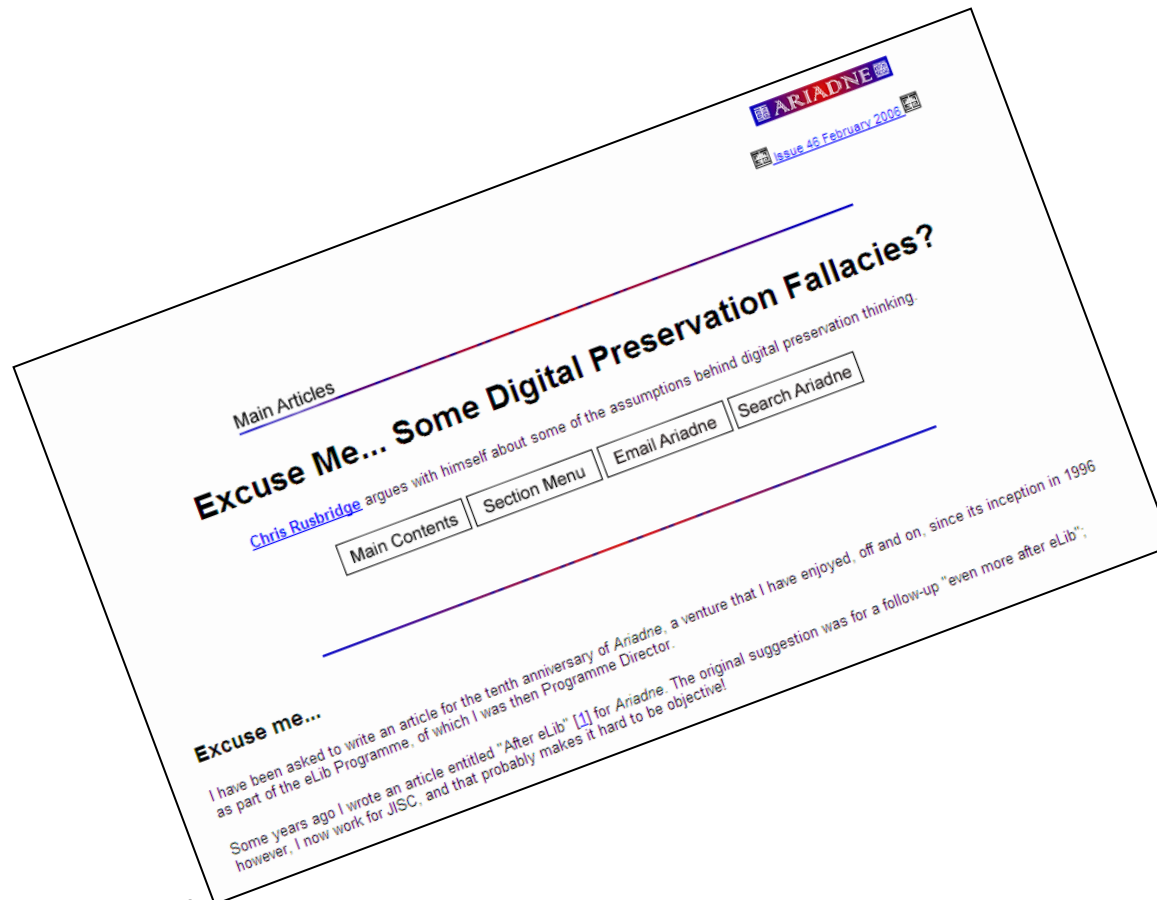 ARIADNE
Issue 46 February 2006
Main Articles
Excuse Me... Some Digital Preservation Fallacies?
Chris Rusbridge argues with himself about some of the assumptions behind digital preservation thinking.
Main Contents Section Menu Email Ariadne Search Ariadne
Excuse me...
I have been asked to write an article for the tenth anniversary of Ariadne, a venture that I have enjoyed, off and on, since its inception in 1996
as part of the eLib Programme, of which I was then Programme Director.
Some years ago I wrote an article entitled "After eLib" [1] for Ariadne. The original suggestion was for a follow-up "even more after eLib";
however, I now work for JISC, and that probably makes it hard to be objective!